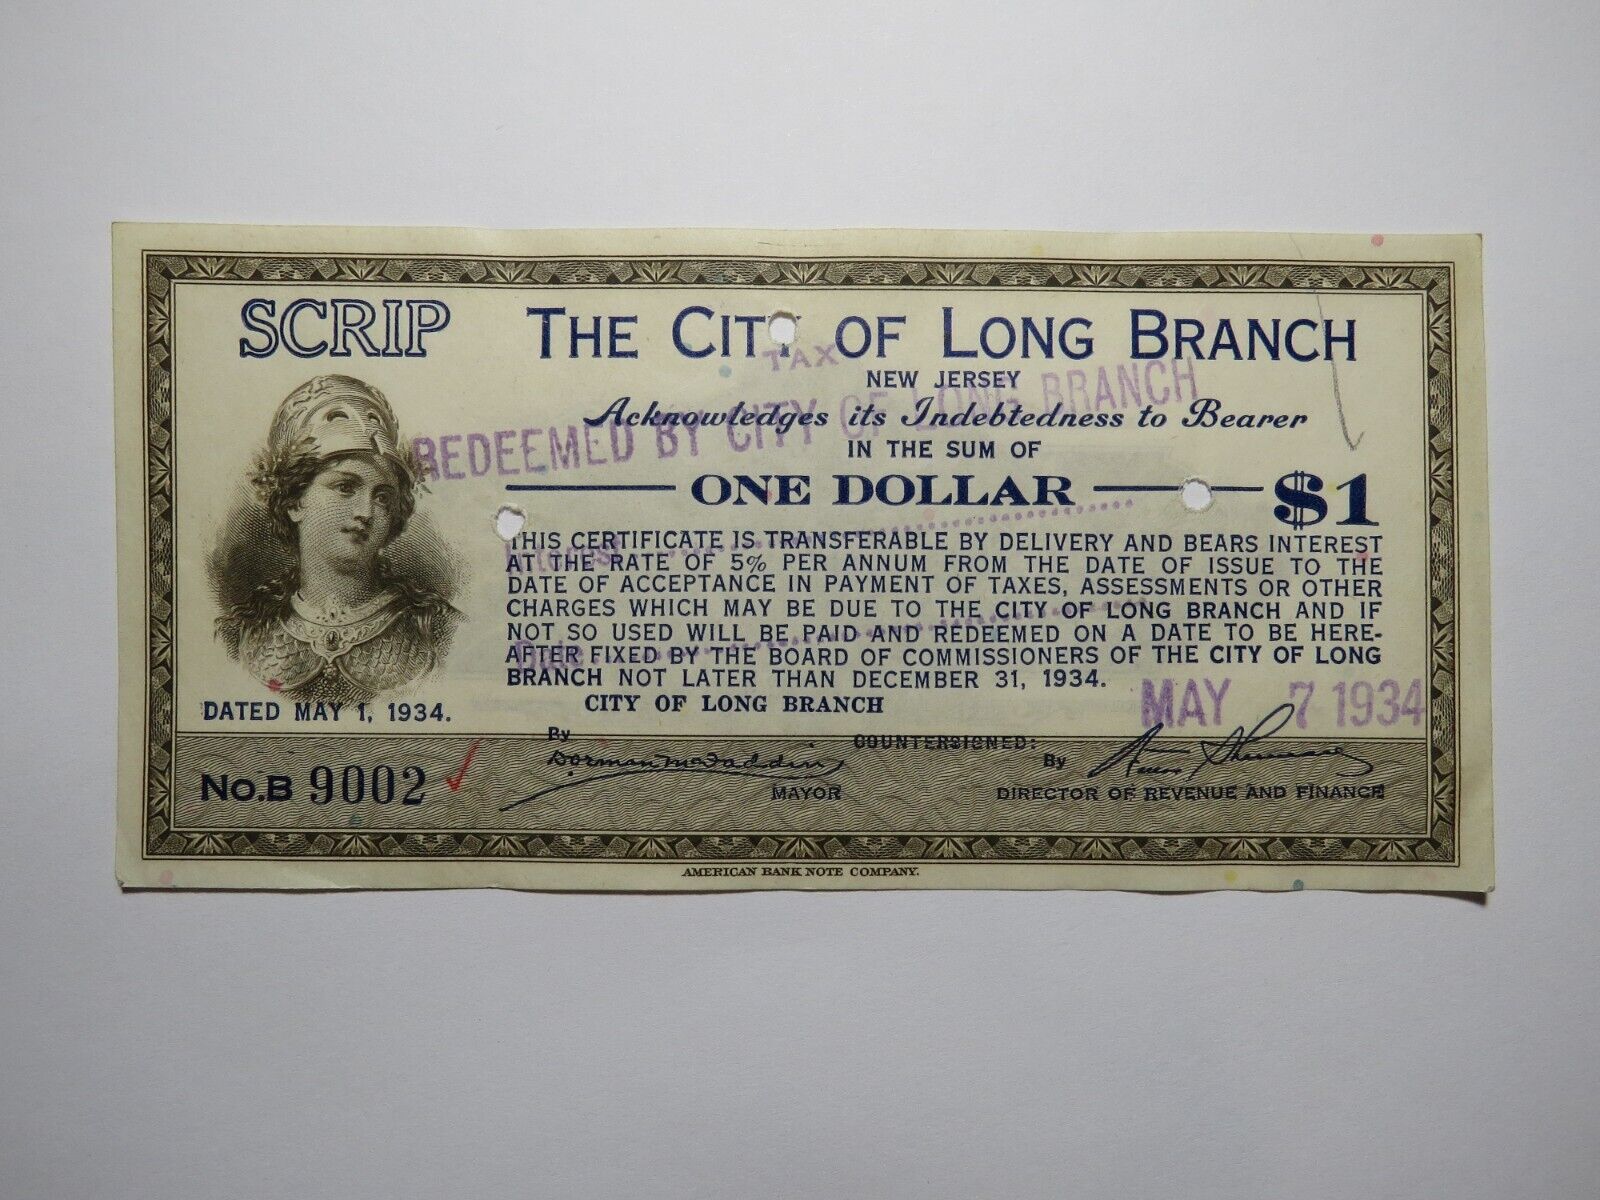 SCRIP
THE CITY OF LONG BRANCH
TAX
NEW JERSEY
REDEEMED BY CITY OF LONG BRANCH
Acknowledges its Indebtedness to Bearer
IN THE SUM OF
ONE DOLLAR $1
THIS CERTIFICATE IS TRANSFERABLE BY DELIVERY AND BEARS INTEREST
Interest
AT THE RATE OF 5% PER ANNUM FROM THE DATE OF ISSUE TO THE
DATE OF ACCEPTANCE IN PAYMENT OF TAXES, ASSESSMENTS OR OTHER
CHARGES WHICH MAY BE DUE TO THE CITY OF LONG BRANCH AND IF
NOT SO USED WILL BE PAID AND REDEEMED ON A DATE TO BE HERE-
Date
AFTER FIXED BY THE BOARD OF COMMISSIONERS OF THE CITY OF LONG
BRANCH NOT LATER THAN DECEMBER 31, 1934.
MAY 7 1934
DATED MAY 1, 1934.
CITY OF LONG BRANCH
By Dorman McFaddin
MAYOR
COUNTERSIGNED:
By
DIRECTOR OF REVENUE AND FINANCE
No.B 9002
AMERICAN BANK NOTE COMPANY.